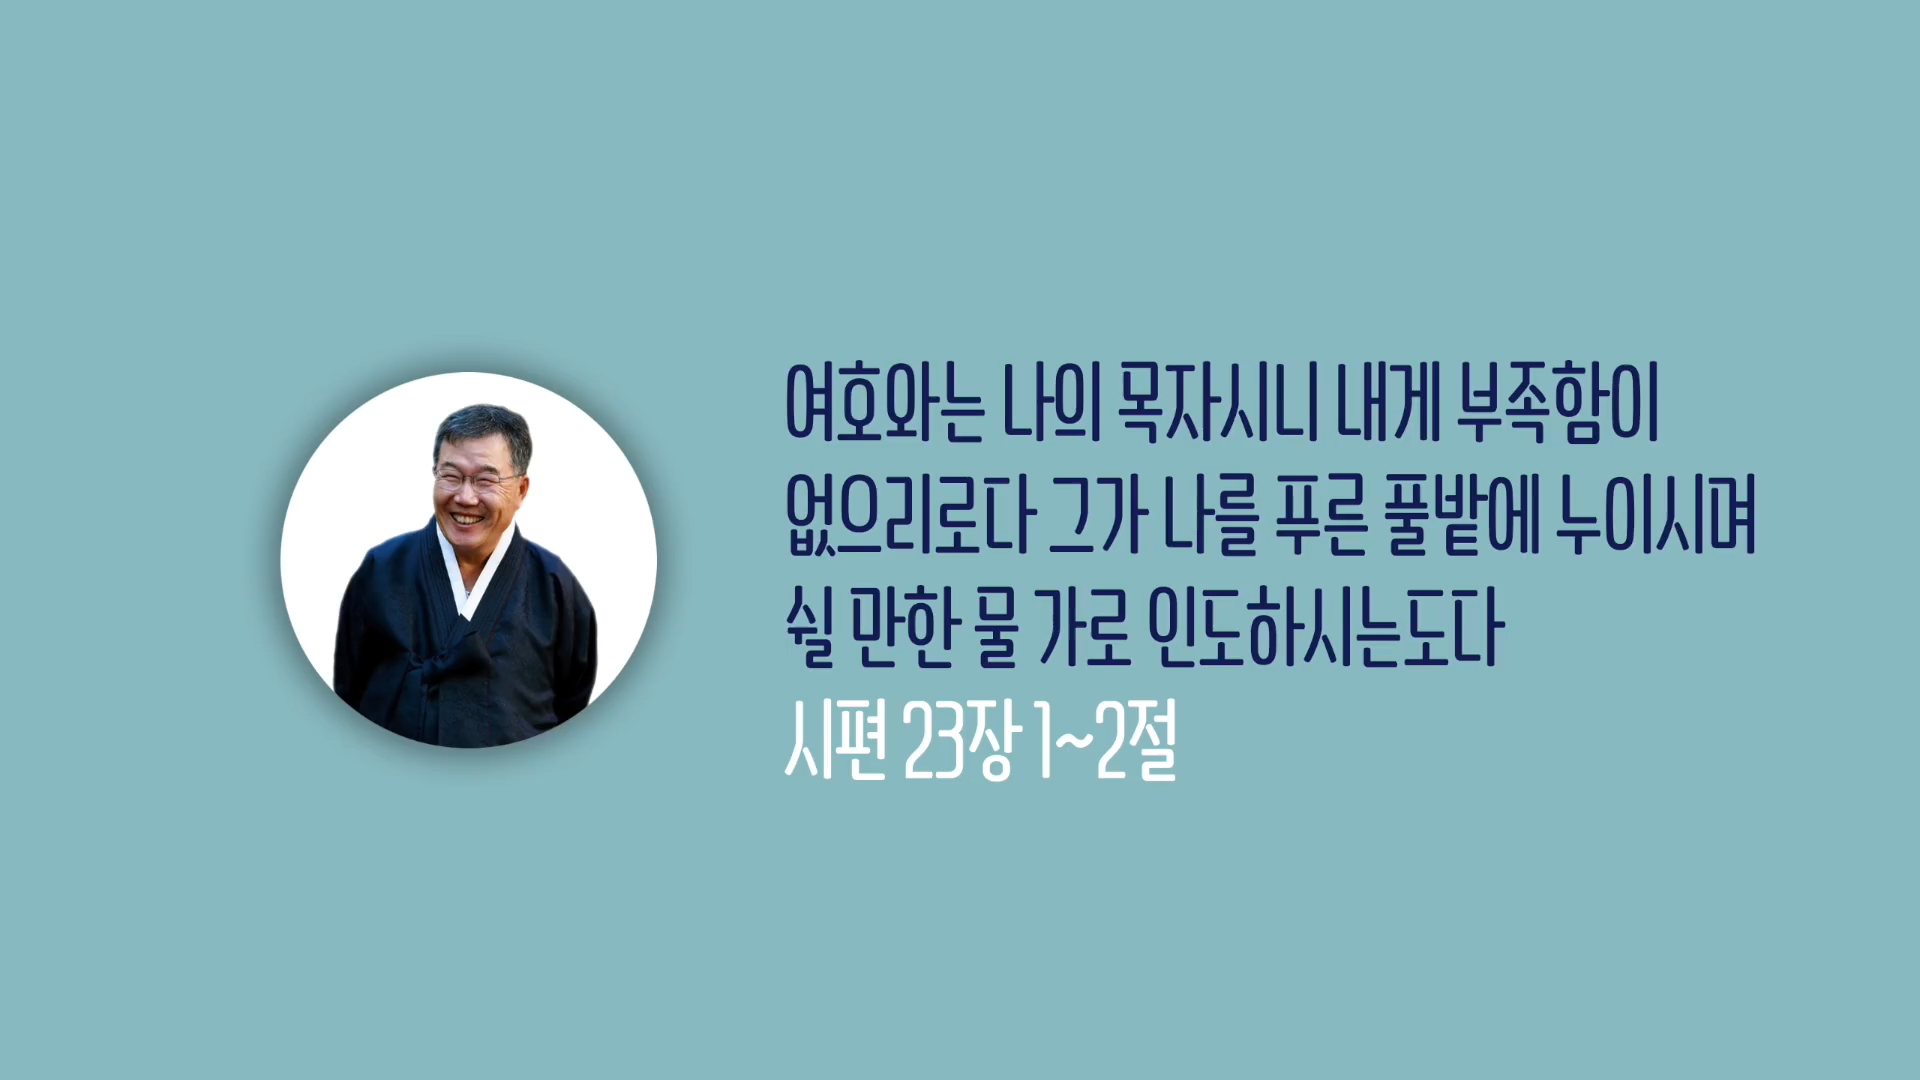 여호와는 나의 목자시니 내게 부족함이
없으리로다 그가 나를 푸른 풀밭에 누이시며
쉴 만한 물 가로 인도하시는도다
시편 23장 1~2절